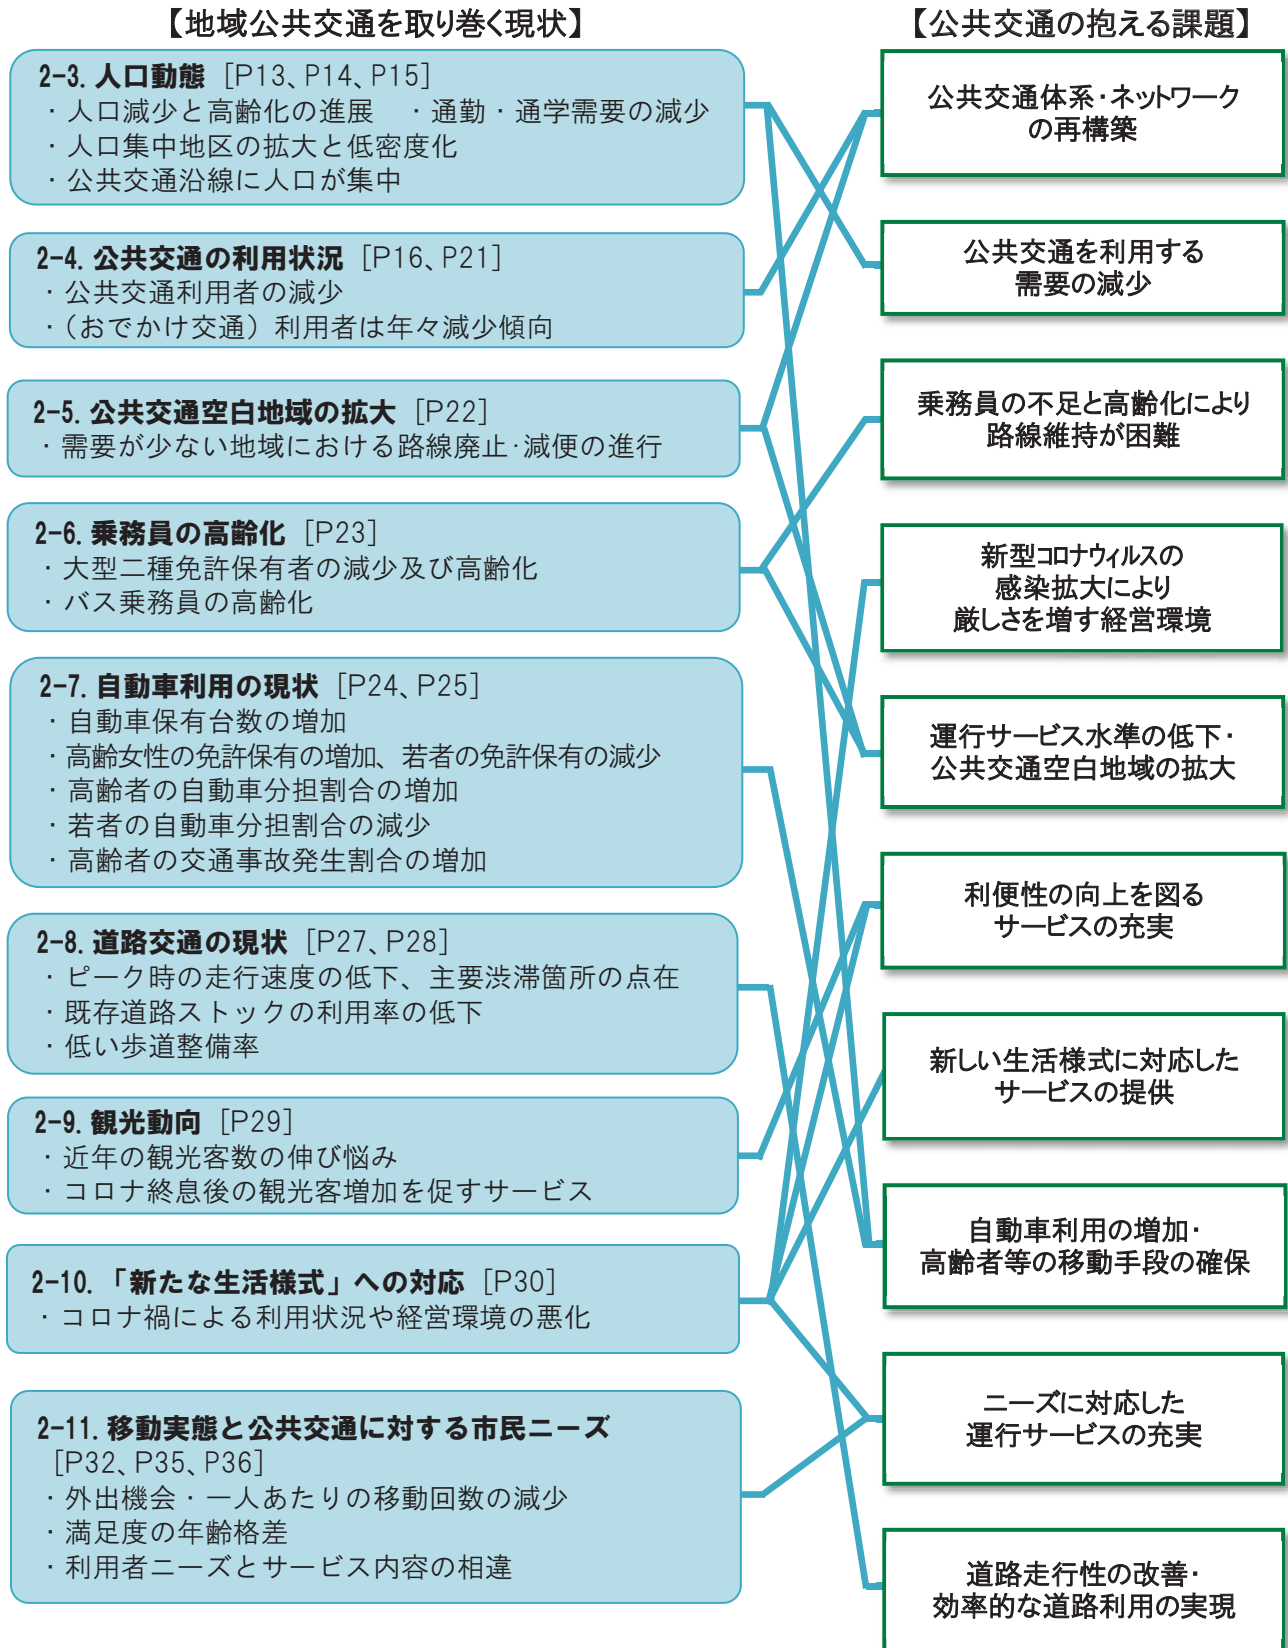 【地域公共交通を取り巻く現状】
2-3. 人口動態 [P13、P14、P15]
・人口減少と高齢化の進展　・通勤・通学需要の減少
・人口集中地区の拡大と低密度化
・公共交通沿線に人口が集中
2-4. 公共交通の利用状況 [P16、P21]
・公共交通利用者の減少
・(おでかけ交通) 利用者は年々減少傾向
2-5. 公共交通空白地域の拡大 [P22]
・需要が少ない地域における路線廃止・減便の進行
2-6. 乗務員の高齢化 [P23]
・大型二種免許保有者の減少及び高齢化
・バス乗務員の高齢化
2-7. 自動車利用の現状 [P24、P25]
・自動車保有台数の増加
・高齢女性の免許保有の増加、若者の免許保有の減少
・高齢者の自動車分担割合の増加
・若者の自動車分担割合の減少
・高齢者の交通事故発生割合の増加
2-8. 道路交通の現状 [P27、P28]
・ピーク時の走行速度の低下、主要渋滞箇所の点在
・既存道路ストックの利用率の低下
・低い歩道整備率
2-9. 観光動向 [P29]
・近年の観光客数の伸び悩み
・コロナ終息後の観光客増加を促すサービス
2-10. 「新たな生活様式」への対応 [P30]
・コロナ禍による利用状況や経営環境の悪化
2-11. 移動実態と公共交通に対する市民ニーズ
[P32、P35、P36]
・外出機会・一人あたりの移動回数の減少
・満足度の年齢格差
・利用者ニーズとサービス内容の相違
【公共交通の抱える課題】
公共交通体系・ネットワーク
の再構築
公共交通を利用する
需要の減少
乗務員の不足と高齢化により
路線維持が困難
新型コロナウィルスの
感染拡大により
厳しさを増す経営環境
運行サービス水準の低下・
公共交通空白地域の拡大
利便性の向上を図る
サービスの充実
新しい生活様式に対応した
サービスの提供
自動車利用の増加・
高齢者等の移動手段の確保
ニーズに対応した
運行サービスの充実
道路走行性の改善・
効率的な道路利用の実現